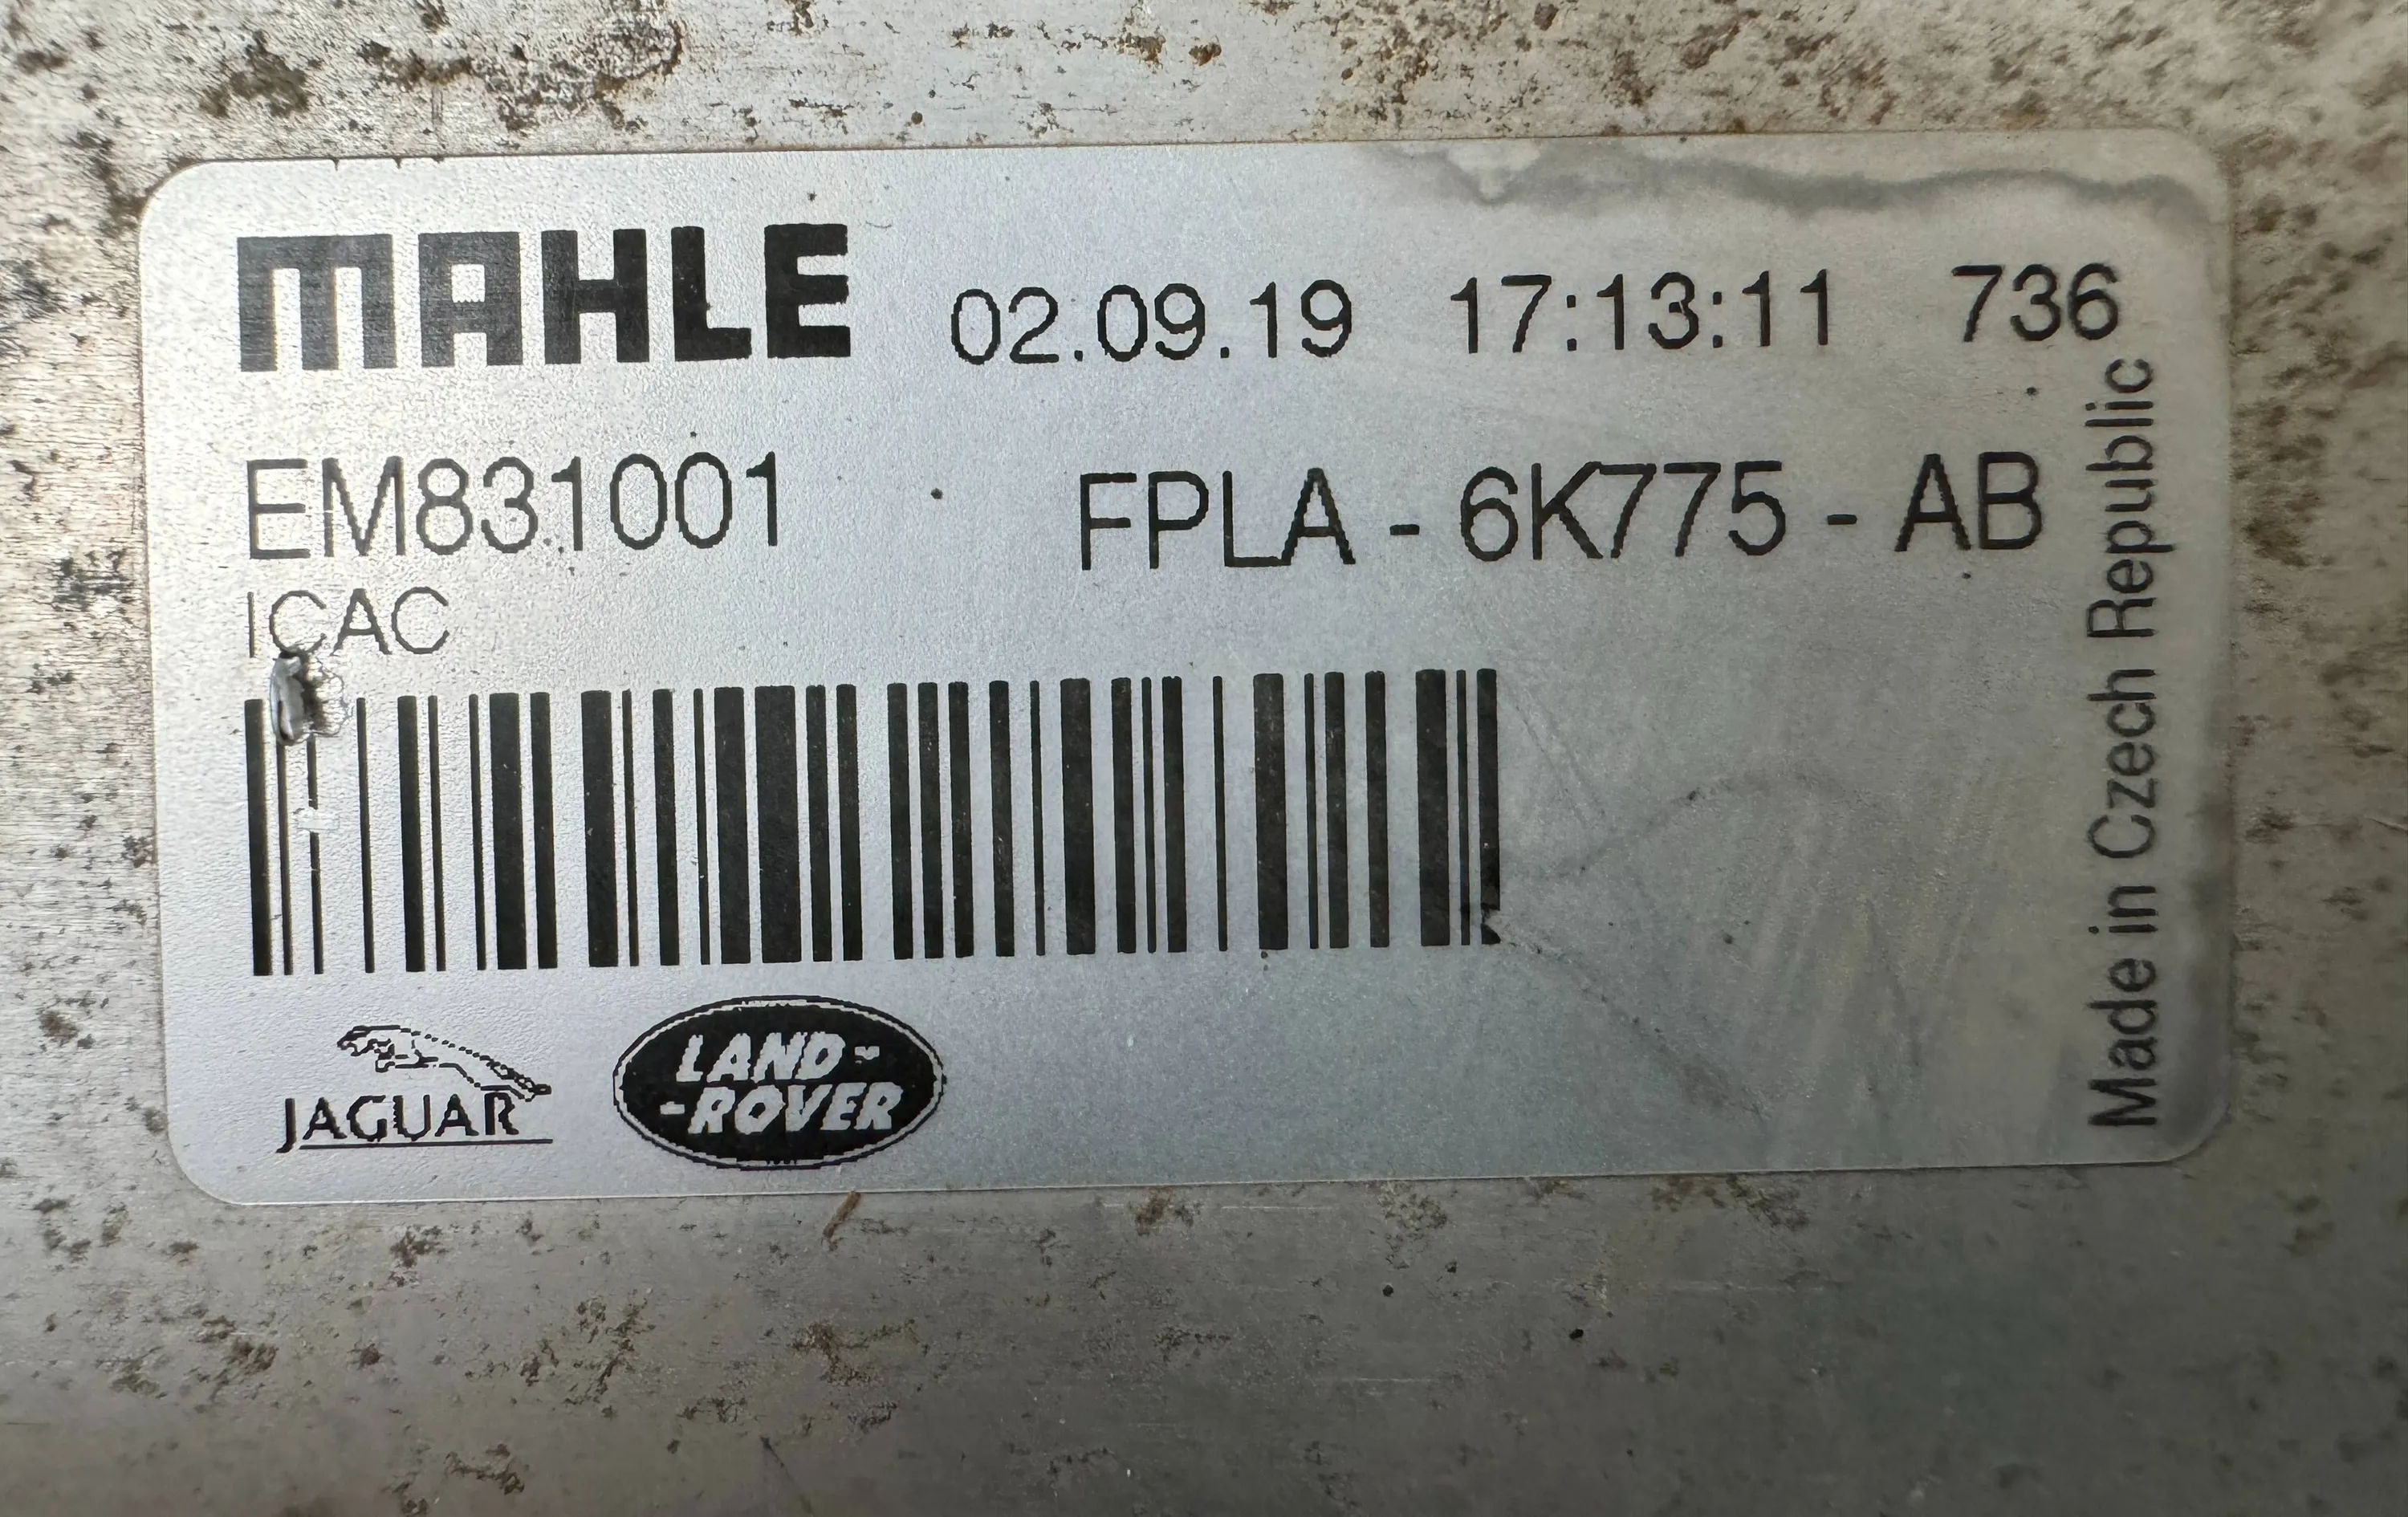 MAHLE 02.09.19 17:13:11 736
EM831001 FPLA - 6K775 - AB
ICAC
JAGUAR
LAND-
-ROVER
Made in Czech Republic